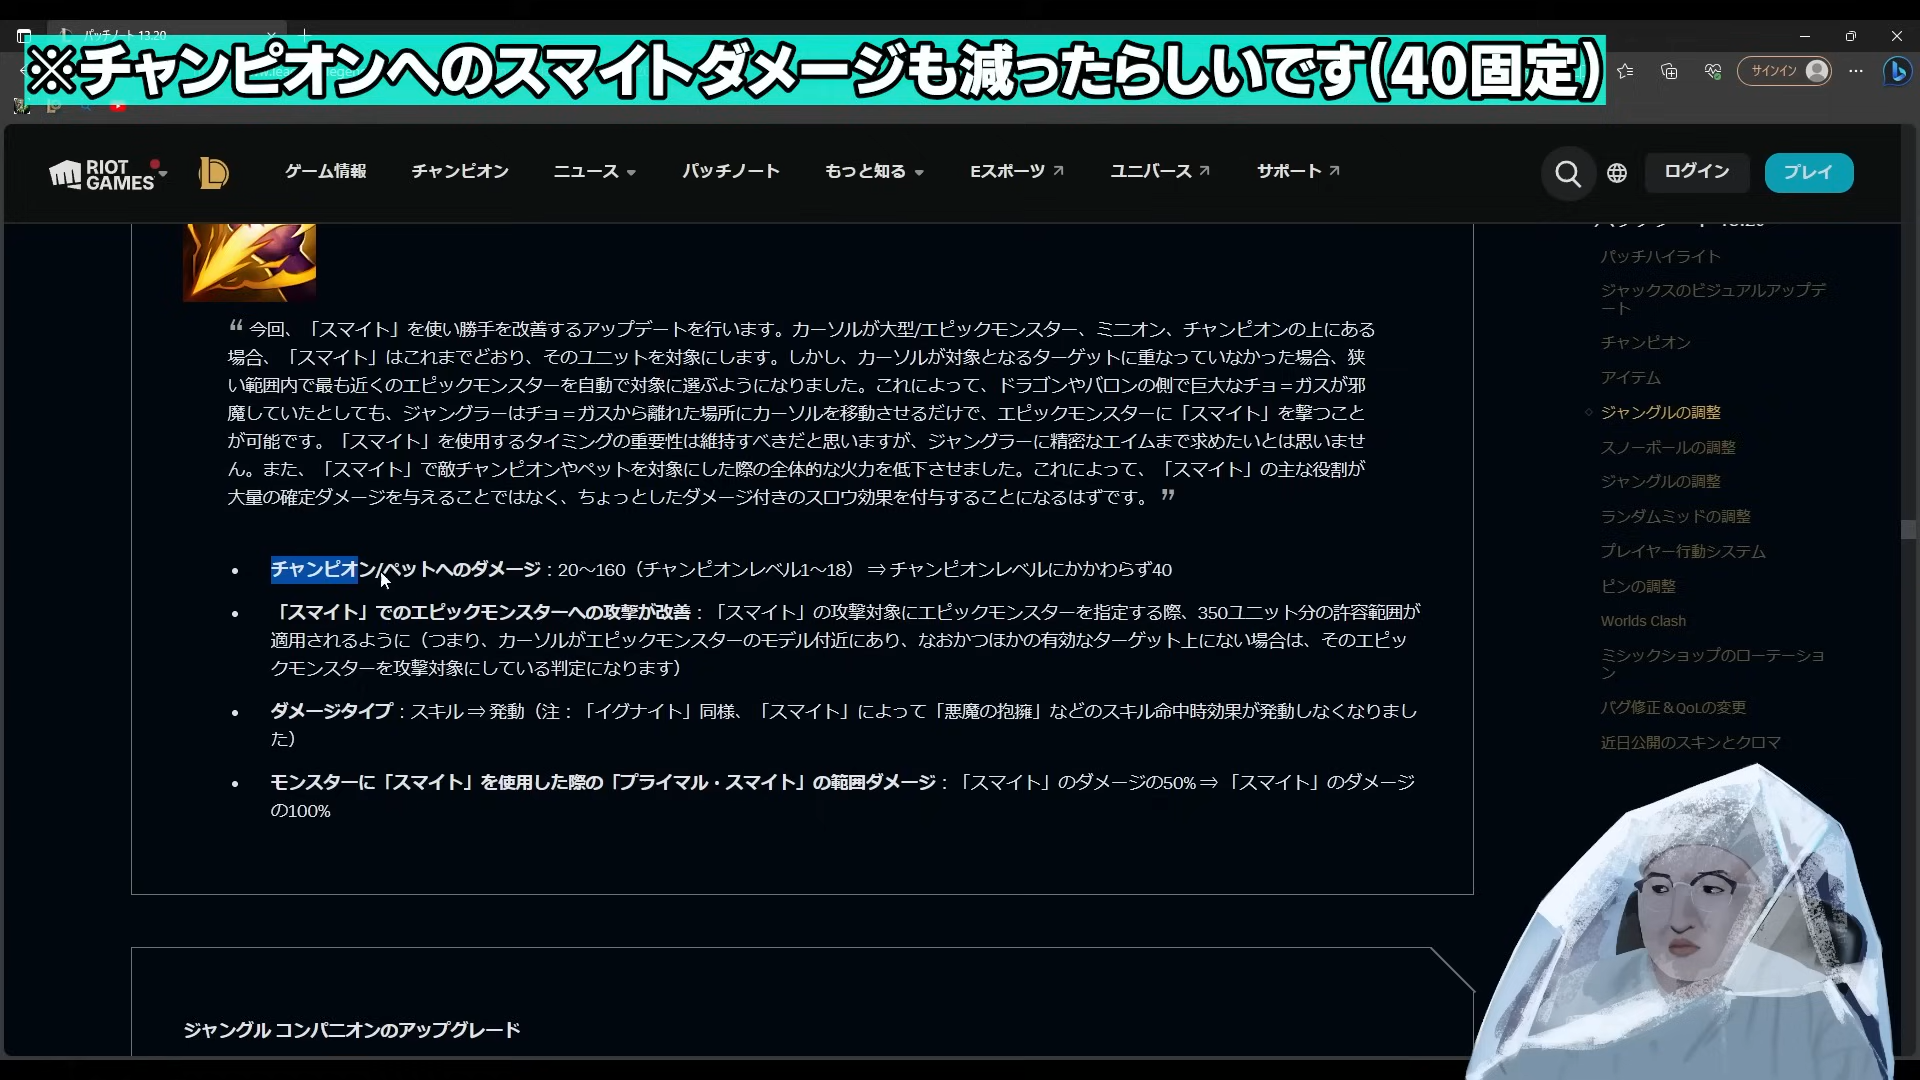 パッチノート 13.20
※チャンピオンへのスマイトダメージも減ったらしいです(40固定)
サインイン
RIOT GAMES
ゲーム情報
チャンピオン
ニュース
パッチノート
もっと知る
Eスポーツ
ユニバース
サポート
ログイン
プレイ
“今回、「スマイト」を使い勝手を改善するアップデートを行います。カーソルが大型/エピックモンスター、ミニオン、チャンピオンの上にある
場合、「スマイト」はこれまでどおり、そのユニットを対象にします。しかし、カーソルが対象となるターゲットに重なっていなかった場合、狭
い範囲内で最も近くのエピックモンスターを自動で対象に選ぶようになりました。これによって、ドラゴンやバロンの側で巨大なチョ＝ガスが邪
魔していたとしても、ジャングラーはチョ＝ガスから離れた場所にカーソルを移動させるだけで、エピックモンスターに「スマイト」を撃つこと
が可能です。「スマイト」を使用するタイミングの重要性は維持すべきだと思いますが、ジャングラーに精密なエイムまで求めたいとは思いませ
ん。また、「スマイト」で敵チャンピオンやペットを対象にした際の全体的な火力を低下させました。これによって、「スマイト」の主な役割が
大量の確定ダメージを与えることではなく、ちょっとしたダメージ付きのスロウ効果を付与することになるはずです。”
• チャンピオン/ペットへのダメージ：20～160（チャンピオンレベル1～18） ⇒ チャンピオンレベルにかかわらず40
• 「スマイト」でのエピックモンスターへの攻撃が改善：「スマイト」の攻撃対象にエピックモンスターを指定する際、350ユニット分の許容範囲が
適用されるように（つまり、カーソルがエピックモンスターのモデル付近にあり、なおかつほかの有効なターゲット上にない場合は、そのエピッ
クモンスターを攻撃対象にしている判定になります）
• ダメージタイプ：スキル ⇒ 発動（注：「イグナイト」同様、「スマイト」によって「悪魔の抱擁」などのスキル命中時効果が発動しなくなりまし
た）
• モンスターに「スマイト」を使用した際の「プライマル・スマイト」の範囲ダメージ：「スマイト」のダメージの50% ⇒ 「スマイト」のダメージ
の100%
ジャングル コンパニオンのアップグレード
パッチハイライト
ジャックスのビジュアルアップデ
ート
チャンピオン
アイテム
ジャングルの調整
スノーボールの調整
ジャングルの調整
ランダムミッドの調整
プレイヤー行動システム
ピンの調整
Worlds Clash
ミシックショップのローテーショ
ン
バグ修正＆QoLの変更
近日公開のスキンとクロマ